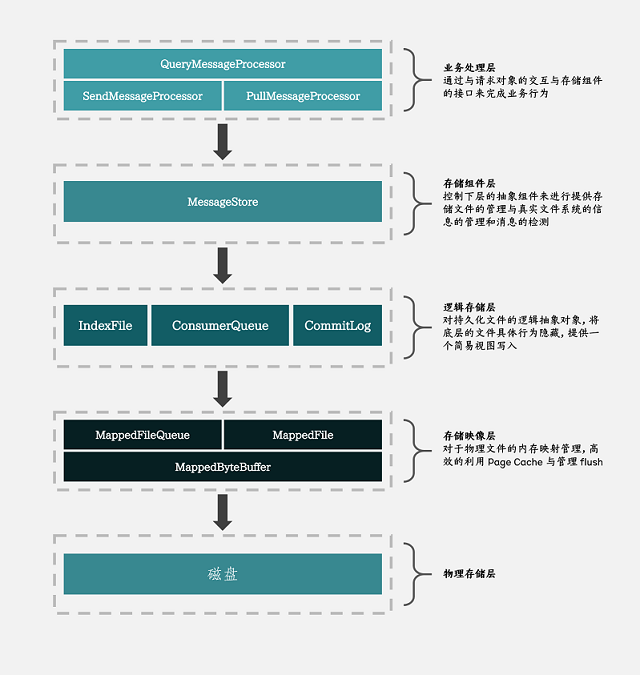 QueryMessageProcessor
SendMessageProcessor
PullMessageProcessor
业务处理层
通过与请求对象的交互与存储组件
的接口来完成业务行为
MessageStore
存储组件层
控制下层的抽象组件来进行提供存
储文件的管理与真实文件系统的信
息的管理和消息的检测
IndexFile
ConsumerQueue
CommitLog
逻辑存储层
对持久化文件的逻辑抽象对象, 将
底层的文件具体行为隐藏, 提供一
个简易视图写入
MappedFileQueue
MappedFile
MappedByteBuffer
存储映像层
对于物理文件的内存映射管理, 高
效的利用 Page Cache 与管理 flush
磁盘
物理存储层